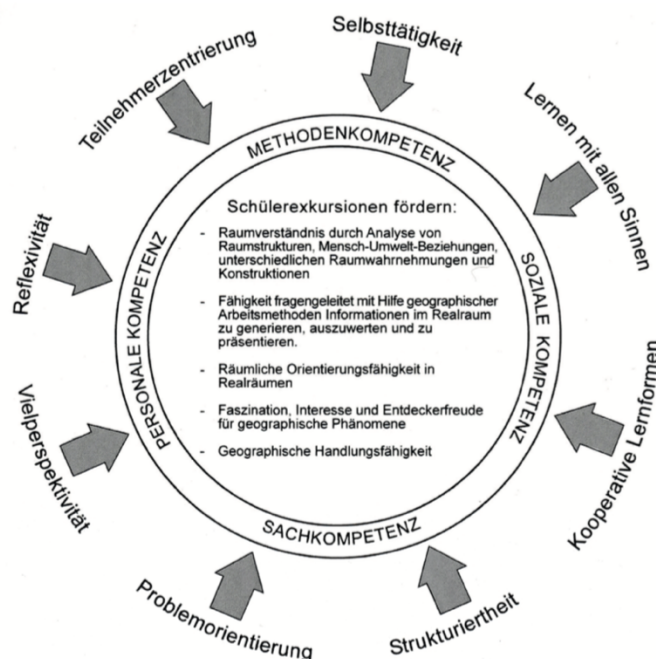 Selbsttätigkeit
Teilnehmerzentrierung
Lernen mit allen Sinnen
METHODENKOMPETENZ
Schülerexkursionen fördern:
- Raumverständnis durch Analyse von
Raumstrukturen, Mensch-Umwelt-Beziehungen,
unterschiedlichen Raumwahrnehmungen und
Konstruktionen
- Fähigkeit fragengeleitet mit Hilfe geographischer
Arbeitsmethoden Informationen im Realraum
zu generieren, auszuwerten und zu
präsentieren.
- Räumliche Orientierungsfähigkeit in
Realräumen
- Faszination, Interesse und Entdeckerfreude
für geographische Phänomene
- Geographische Handlungsfähigkeit
Reflexivität
PERSONALE KOMPETENZ
SOZIALE KOMPETENZ
Vielperspektivität
Kooperative Lernformen
SACHKOMPETENZ
Problemorientierung
Strukturiertheit